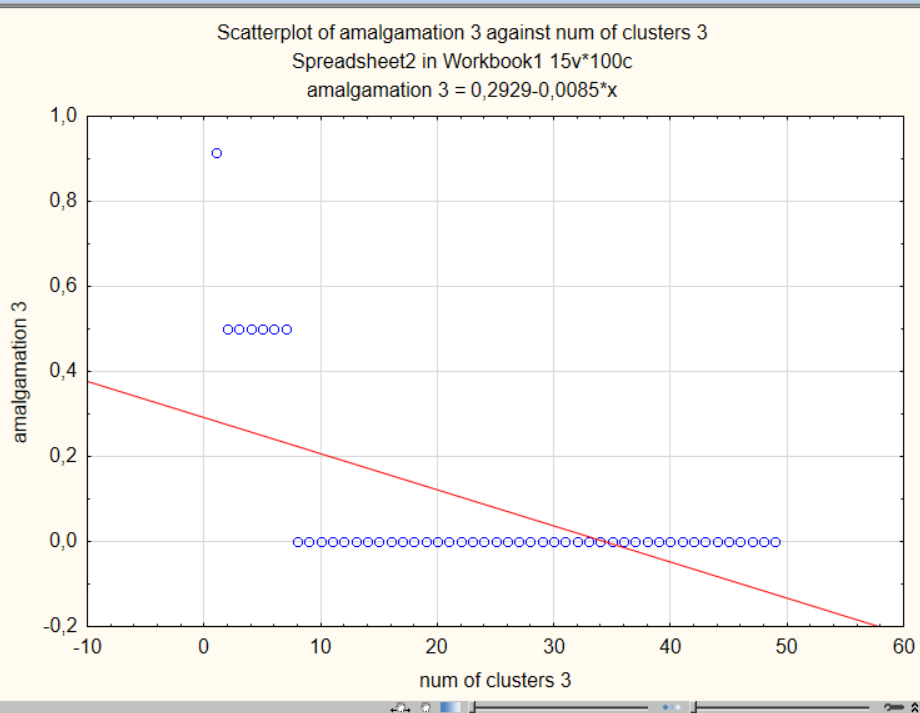 Scatterplot of amalgamation 3 against num of clusters 3
Spreadsheet2 in Workbook1 15v*100c
amalgamation 3 = 0,2929-0,0085*x
1,0
0,8
0,6
0,4
0,2
0,0
-0,2
amalgamation 3
-10 0 10 20 30 40 50 60
num of clusters 3